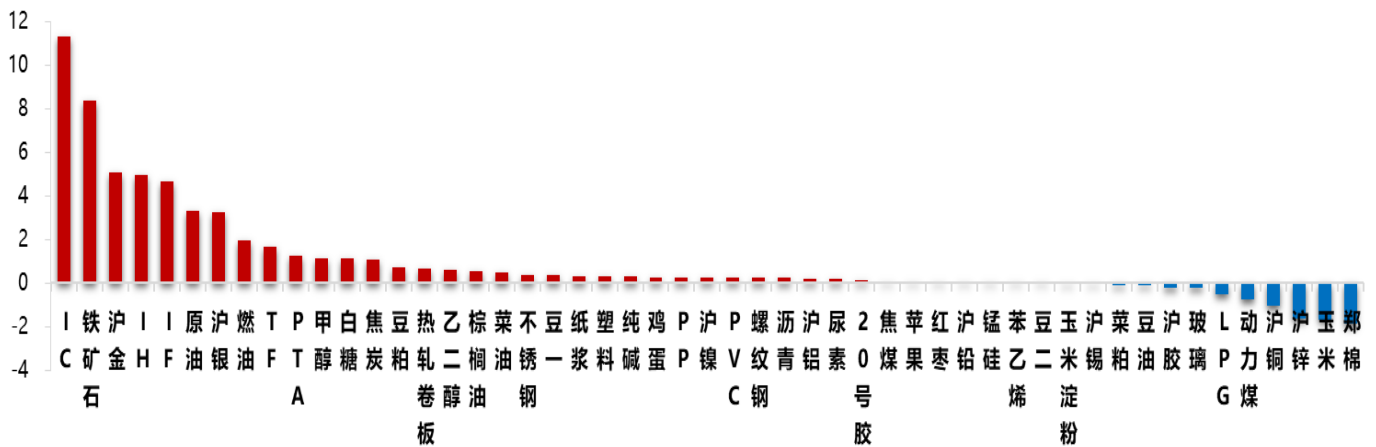 12
10
8
6
4
2
0
-2
-4
IC
铁矿石
沪金
IH
IF
原油
沪银
燃油
TF
PTA
甲醇
白糖
焦炭
豆粕
热轧卷板
乙二醇
棕榈油
菜油
不锈钢
豆一
纸浆
塑料
纯碱
鸡蛋
PP
沪镍
PVC
螺纹钢
沥青
沪铝
尿素
20号胶
焦煤
苹果
红枣
沪铅
锰硅
苯乙烯
豆二
玉米淀粉
沪锡
菜粕
豆油
沪胶
玻璃
LPG
动力煤
沪铜
沪锌
玉米
郑棉